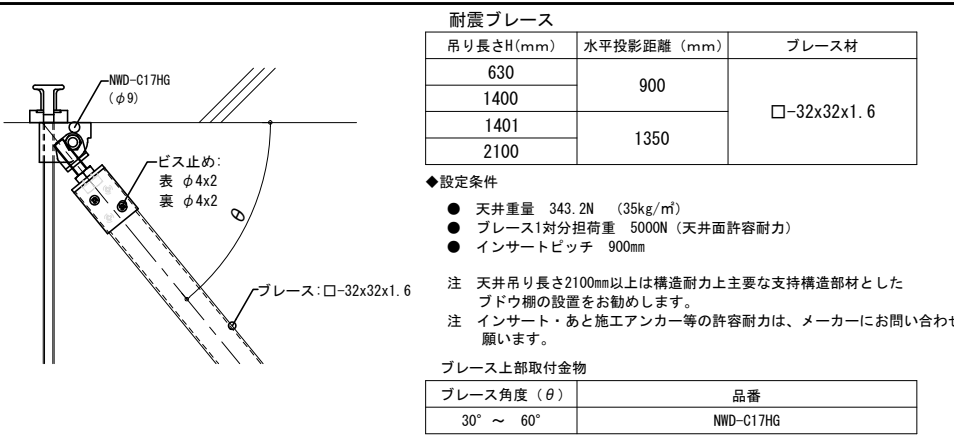 耐震ブレース
吊り長さH(mm) 水平投影距離（mm） ブレース材
630
900
1400
□-32x32x1.6
1401
1350
2100
NWD-C17HG
(φ9)
ビス止め:
表 φ4x2
裏 φ4x2
θ
ブレース:□-32x32x1.6
◆設定条件
● 天井重量 343.2N （35kg/㎡）
● ブレース1対分担荷重 5000N（天井面許容耐力）
● インサートピッチ 900mm
注 天井吊り長さ2100mm以上は構造耐力上主要な支持構造部材とした
ブドウ棚の設置をお勧めします。
注 インサート・あと施工アンカー等の許容耐力は、メーカーにお問い合わせ
願います。
ブレース上部取付金物
ブレース角度（θ） 品番
30° ～ 60° NWD-C17HG